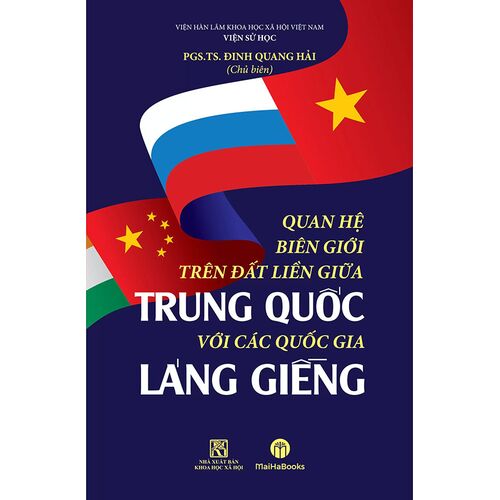 VIỆN HÀN LÂM KHOA HỌC XÃ HỘI VIỆT NAM
VIỆN SỬ HỌC
PGS.TS. ĐINH QUANG HẢI
(Chủ biên)
QUAN HỆ
BIÊN GIỚI
TRÊN ĐẤT LIỀN GIỮA
TRUNG QUỐC
VỚI CÁC QUỐC GIA
LÁNG GIỀNG
NHÀ XUẤT BẢN
KHOA HỌC XÃ HỘI
MaiHaBooks